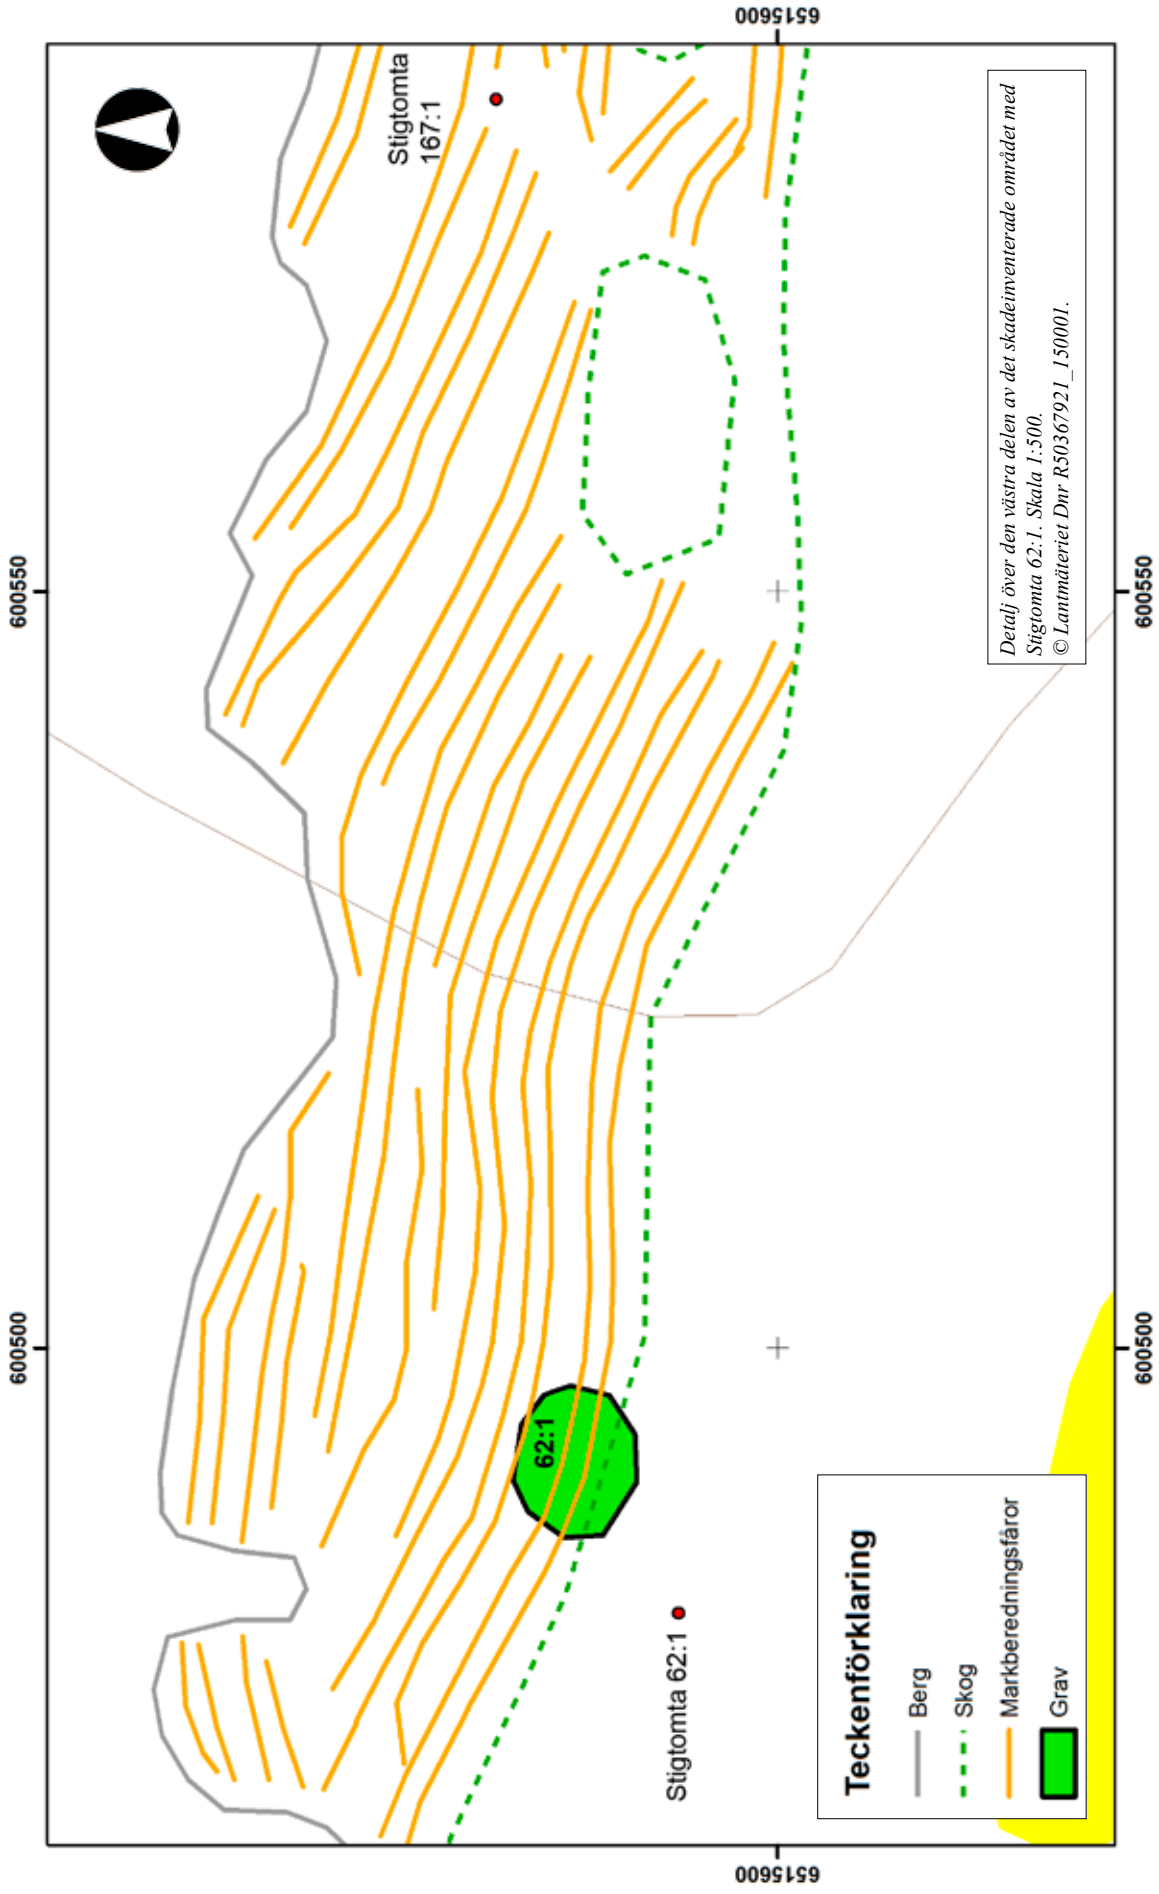 600500
600550
6515600
6515600
600500
600550
Stigtomta
167:1
62:1
Stigtomta 62:1
Teckenförklaring
Berg
Skog
Markberedningsfåror
Grav
Detalj över den västra delen av det skadeinventerade området med
Stigtomta 62:1. Skala 1:500.
© Lantmäteriet Dnr R50367921_150001.